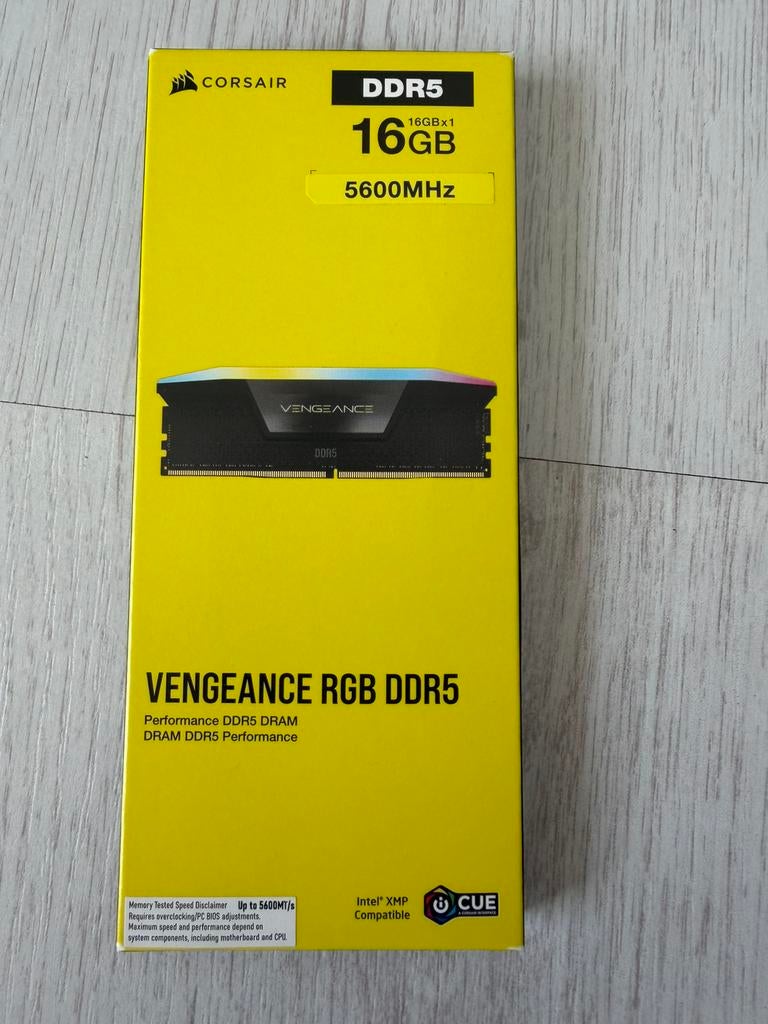 CORSAIR
DDR5
16GBx1
16GB
5600MHz
VENGEANCE
DDR5
VENGEANCE RGB DDR5
Performance DDR5 DRAM
DRAM DDR5 Performance
Memory Tested Speed Disclaimer Up to 5600MT/s
Requires overclocking/PC BIOS adjustments.
Maximum speed and performance depend on
system components, including motherboard and CPU.
Intel® XMP
Compatible
CUE
A CORSAIR INTERFACE